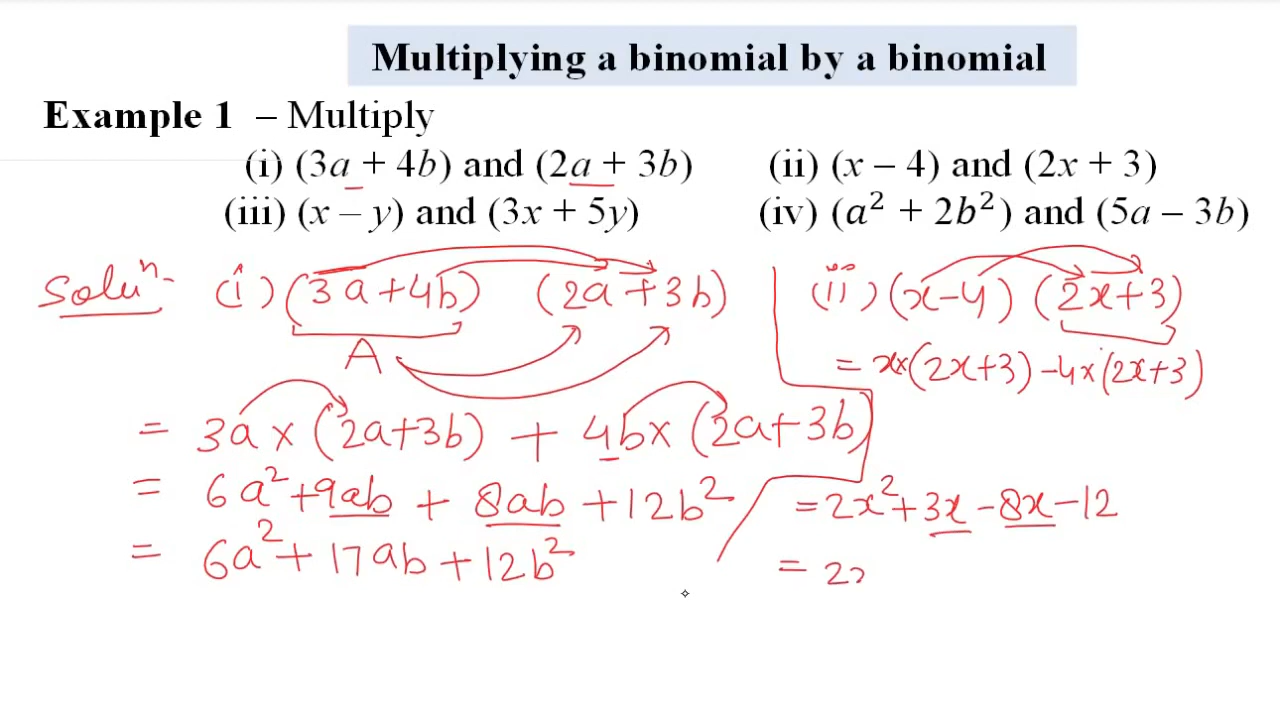 Multiplying a binomial by a binomial
Example 1 – Multiply
(i) (3a + 4b) and (2a + 3b) (ii) (x – 4) and (2x + 3)
(iii) (x – y) and (3x + 5y) (iv) (a² + 2b²) and (5a – 3b)
Soluⁿ- (i) (3a+4b) (2a+3b)
A
= 3a × (2a+3b) + 4b× (2a+3b)
= 6a²+9ab + 8ab +12b²
= 6a²+ 17ab +12b²
(ii) (x-4) (2x+3)
= x×(2x+3) -4×(2x+3)
= 2x²+3x -8x -12
= 2